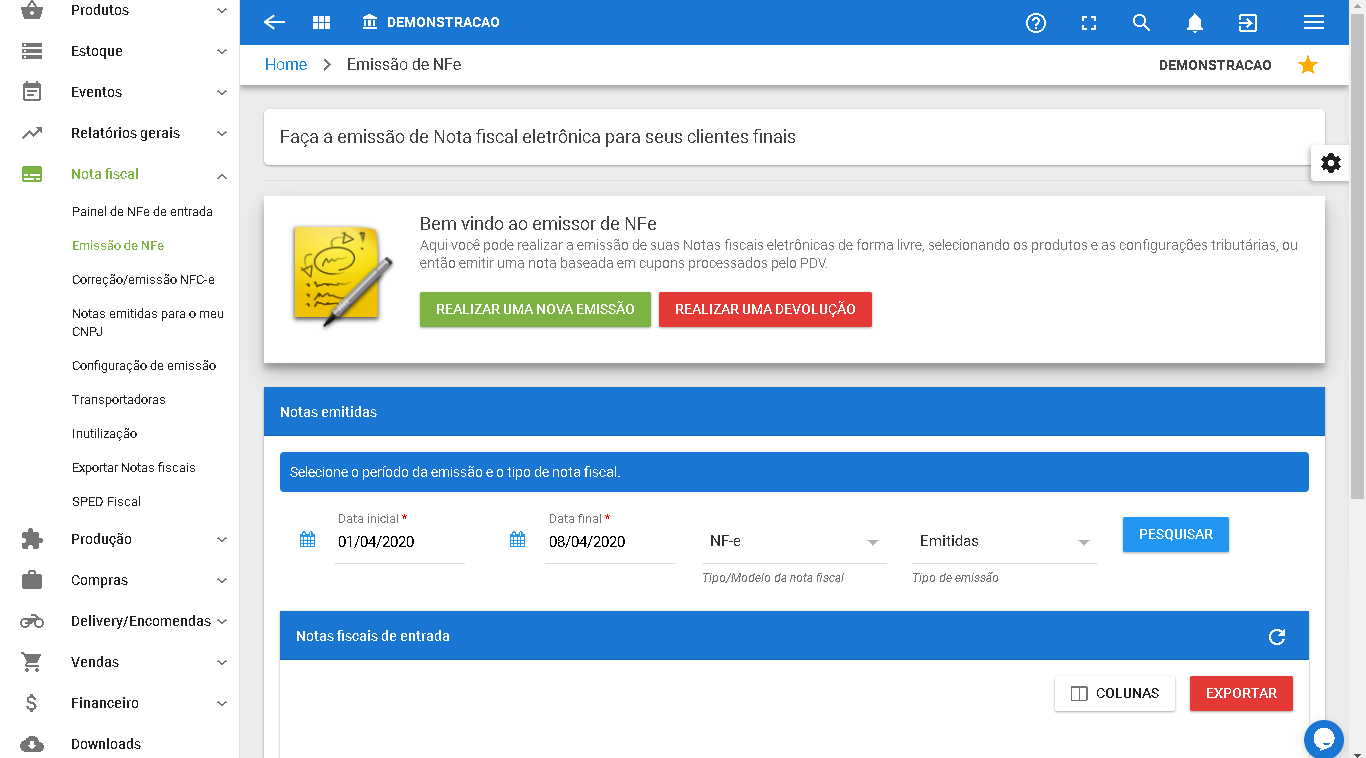 Produtos
Estoque
Eventos
Relatórios gerais
Nota fiscal
Painel de NFe de entrada
Emissão de NFe
Correção/emissão NFC-e
Notas emitidas para o meu
CNPJ
Configuração de emissão
Transportadoras
Inutilização
Exportar Notas fiscais
SPED Fiscal
Produção
Compras
Delivery/Encomendas
Vendas
Financeiro
Downloads
DEMONSTRACAO
Home > Emissão de NFe
DEMONSTRACAO
Faça a emissão de Nota fiscal eletrônica para seus clientes finais
Bem vindo ao emissor de NFe
Aqui você pode realizar a emissão de suas Notas fiscais eletrônicas de forma livre, selecionando os produtos e as configurações tributárias, ou
então emitir uma nota baseada em cupons processados pelo PDV.
REALIZAR UMA NOVA EMISSÃO REALIZAR UMA DEVOLUÇÃO
Notas emitidas
Selecione o período da emissão e o tipo de nota fiscal.
Data inicial * Data final *
01/04/2020 08/04/2020 NF-e Emitidas PESQUISAR
Tipo/Modelo da nota fiscal Tipo de emissão
Notas fiscais de entrada
COLUNAS EXPORTAR